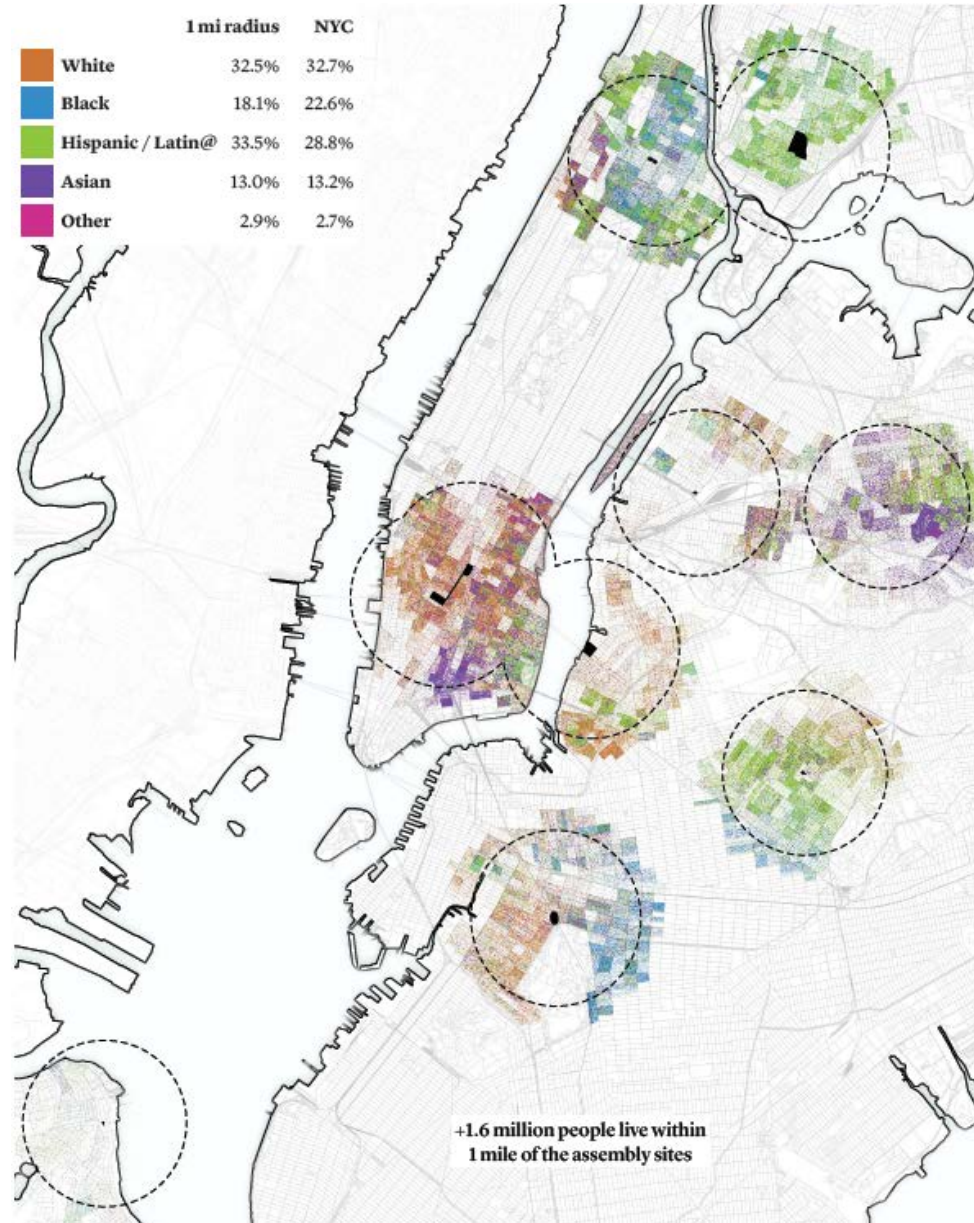 1 mi radius NYC
White 32.5% 32.7%
Black 18.1% 22.6%
Hispanic / Latin@ 33.5% 28.8%
Asian 13.0% 13.2%
Other 2.9% 2.7%
+1.6 million people live within
1 mile of the assembly sites